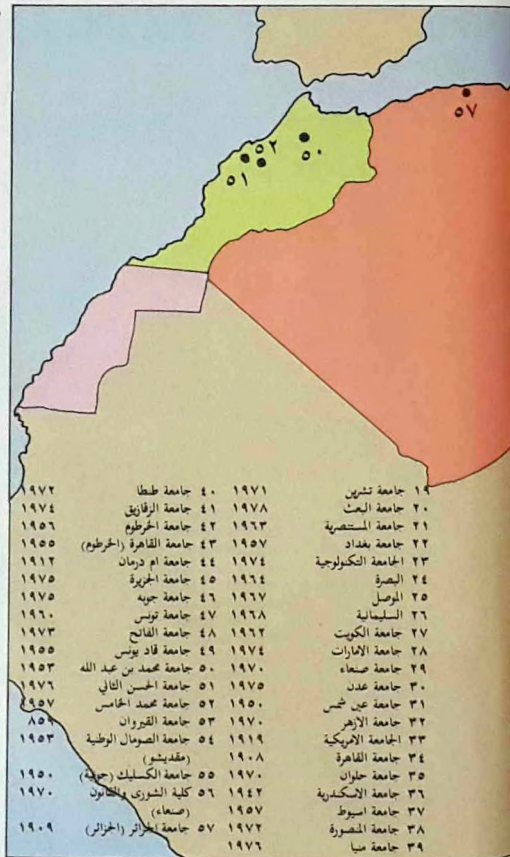 ٥٧
٥٠
٥٢
٥١
١٩ جامعة تشرين ١٩٧١
٢٠ جامعة البعث ١٩٧٨
٢١ جامعة المستنصرية ١٩٦٣
٢٢ جامعة بغداد ١٩٥٧
٢٣ الجامعة التكنولوجية ١٩٧٤
٢٤ البصرة ١٩٦٤
٢٥ الموصل ١٩٦٧
٢٦ السليمانية ١٩٦٨
٢٧ جامعة الكويت ١٩٦٢
٢٨ جامعة الامارات ١٩٧٤
٢٩ جامعة صنعاء ١٩٧٠
٣٠ جامعة عدن ١٩٧٥
٣١ جامعة عين شمس ١٩٥٠
٣٢ جامعة الازهر ١٩٧٠
٣٣ الجامعة الامريكية ١٩١٩
٣٤ جامعة القاهرة ١٩٠٨
٣٥ جامعة حلوان ١٩٧٠
٣٦ جامعة الاسكندرية ١٩٤٢
٣٧ جامعة اسيوط ١٩٥٧
٣٨ جامعة المنصورة ١٩٧٢
٣٩ جامعة منيا ١٩٧٦
٤٠ جامعة طنطا ١٩٧٢
٤١ جامعة الزقازيق ١٩٧٤
٤٢ جامعة الخرطوم ١٩٥٦
٤٣ جامعة القاهرة (الخرطوم) ١٩٥٥
٤٤ جامعة ام درمان ١٩١٢
٤٥ جامعة الجزيرة ١٩٧٥
٤٦ جامعة جوبه ١٩٧٥
٤٧ جامعة تونس ١٩٦٠
٤٨ جامعة الفاتح ١٩٧٣
٤٩ جامعة قاد يونس ١٩٥٥
٥٠ جامعة محمد بن عبد الله ١٩٥٣
٥١ جامعة الحسن الثاني ١٩٧٦
٥٢ جامعة محمد الخامس ١٩٥٧
٥٣ جامعة القيروان ٨٥٩
٥٤ جامعة الصومال الوطنية ١٩٥٣
(مقديشو)
٥٥ جامعة الكسليك (جونية) ١٩٥٠
٥٦ كلية الشورى والقانون ١٩٧٠
(صنعاء)
٥٧ جامعة الجزائر (الجزائر) ١٩٠٩